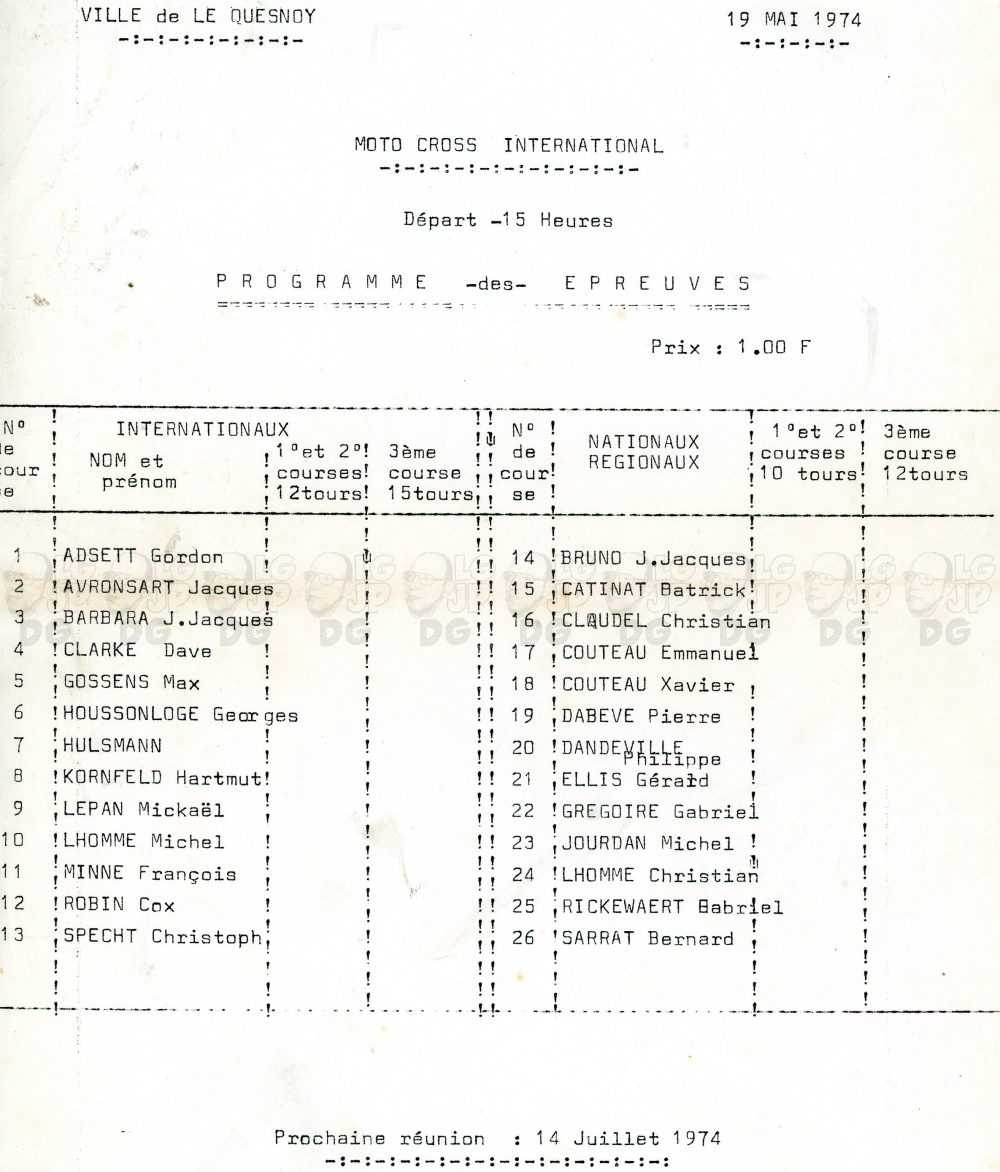 VILLE de LE QUESNOY 19 MAI 1974
-:-:-:-:-:-:-:- -:-:-:-:-
MOTO CROSS INTERNATIONAL
-:-:-:-:-:-:-:-:-:-:-
Départ -15 Heures
PROGRAMME -des- EPREUVES
Prix : 1.00 F
N° INTERNATIONAUX N° NATIONAUX 1°et 2° 3ème
de NOM et 1°et 2° 3ème de REGIONAUX courses course
cour prénom courses course cour 10 tours 12tours
se 12tours 15tours se
1 ADSETT Gordon 14 BRUNO J.Jacques
2 AVRONSART Jacques 15 CATINAT Batrick
3 BARBARA J.Jacques 16 CLAUDEL Christian
4 CLARKE Dave 17 COUTEAU Emmanuel
5 GOSSENS Max 18 COUTEAU Xavier
6 HOUSSONLOGE Georges 19 DABEVE Pierre
7 HULSMANN 20 DANDEVILLE
Philippe
8 KORNFELD Hartmut 21 ELLIS Gérard
9 LEPAN Mickaël 22 GREGOIRE Gabriel
10 LHOMME Michel 23 JOURDAN Michel
11 MINNE François 24 LHOMME Christian
12 ROBIN Cox 25 RICKEWAERT Babriel
13 SPECHT Christoph 26 SARRAT Bernard
Prochaine réunion : 14 Juillet 1974
-:-:-:-:-:-:-:-:-:-:-:-: